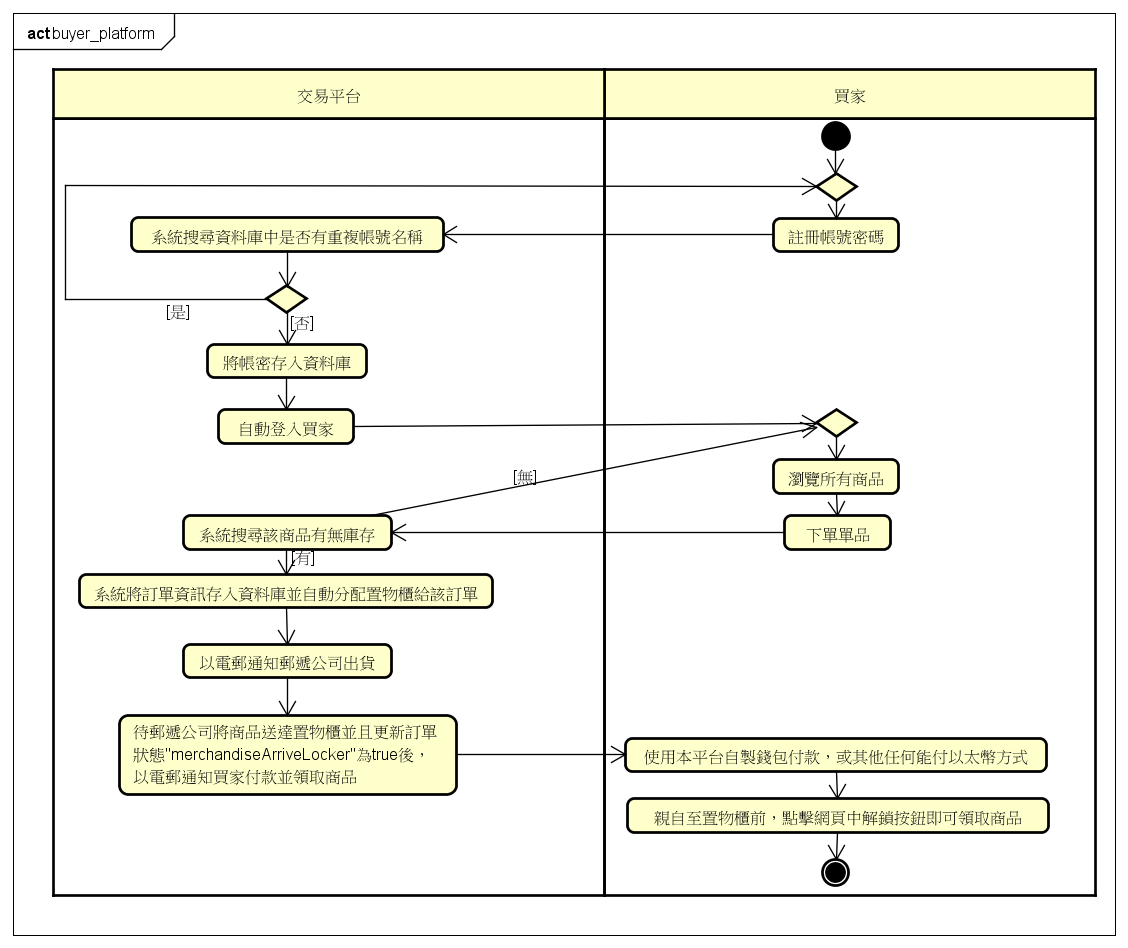 act buyer_platform
交易平台
買家
註冊帳號密碼
系統搜尋資料庫中是否有重複帳號名稱
[是]
[否]
將帳密存入資料庫
自動登入買家
瀏覽所有商品
[無]
下單單品
系統搜尋該商品有無庫存
[有]
系統將訂單資訊存入資料庫並自動分配置物櫃給該訂單
以電郵通知郵遞公司出貨
待郵遞公司將商品送達置物櫃並且更新訂單
狀態"merchandiseArriveLocker"為true後，
以電郵通知買家付款並領取商品
使用本平台自製錢包付款，或其他任何能付以太幣方式
親自至置物櫃前，點擊網頁中解鎖按鈕即可領取商品